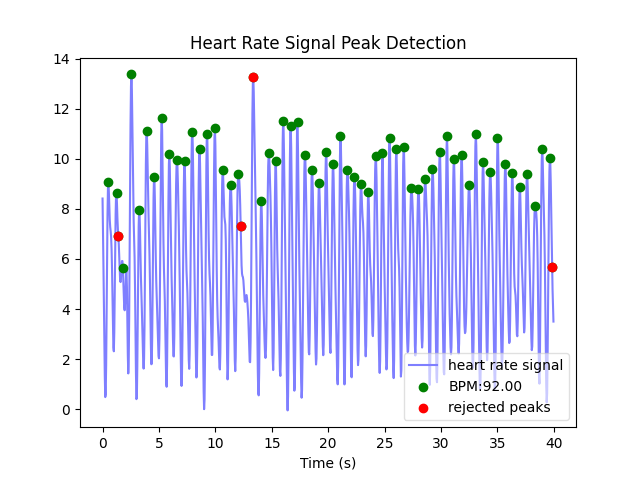 Heart Rate Signal Peak Detection
14
12
10
8
6
4
2
0
heart rate signal
BPM:92.00
rejected peaks
0 5 10 15 20 25 30 35 40
Time (s)